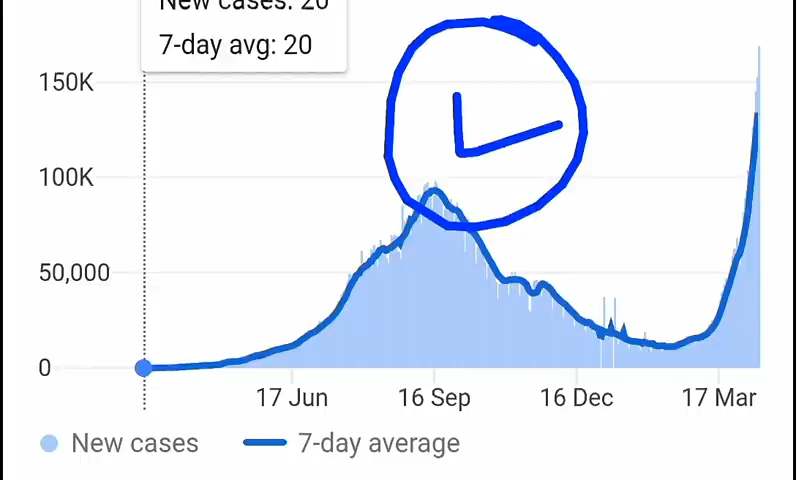 New cases: 20
7-day avg: 20
150K
100K
50,000
0
17 Jun 16 Sep 16 Dec 17 Mar
New cases 7-day average